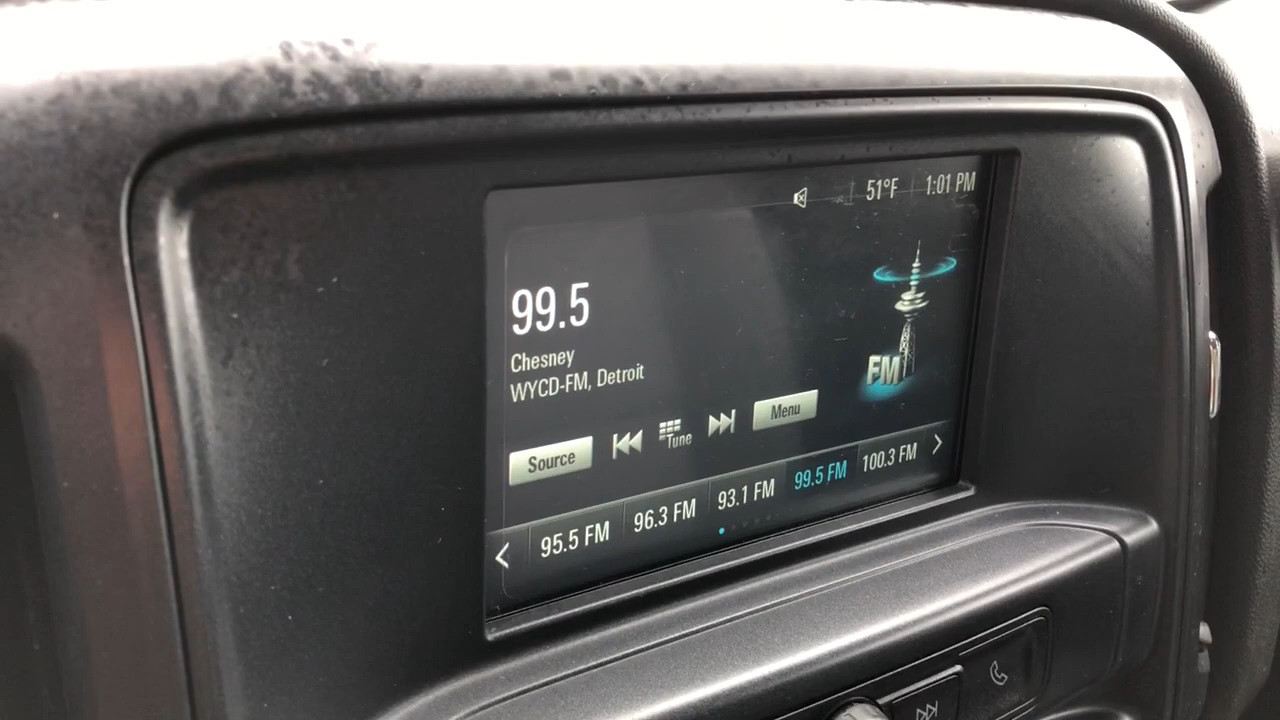 51°F 1:01 PM
99.5
Chesney
WYCD-FM, Detroit
FM
Source Tune Menu
95.5 FM 96.3 FM 93.1 FM 99.5 FM 100.3 FM